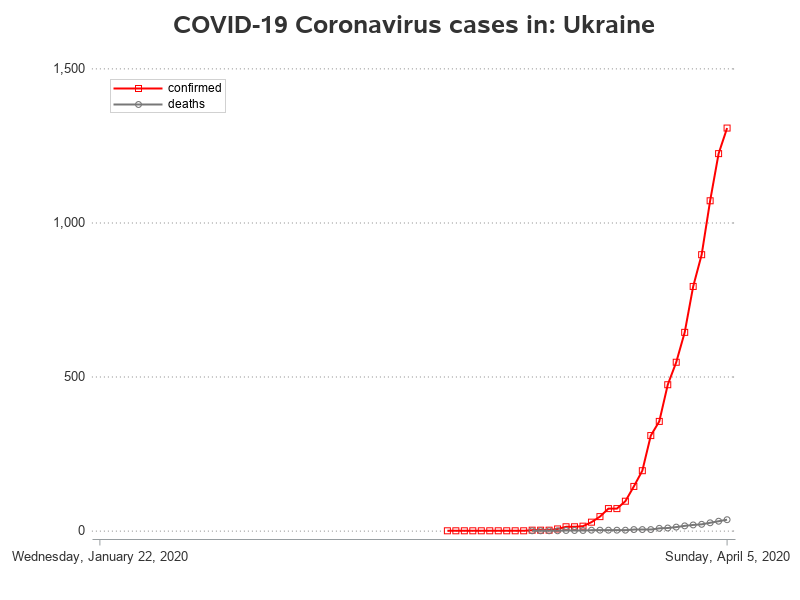 COVID-19 Coronavirus cases in: Ukraine
1,500
confirmed
deaths
1,000
500
0
Wednesday, January 22, 2020
Sunday, April 5, 2020